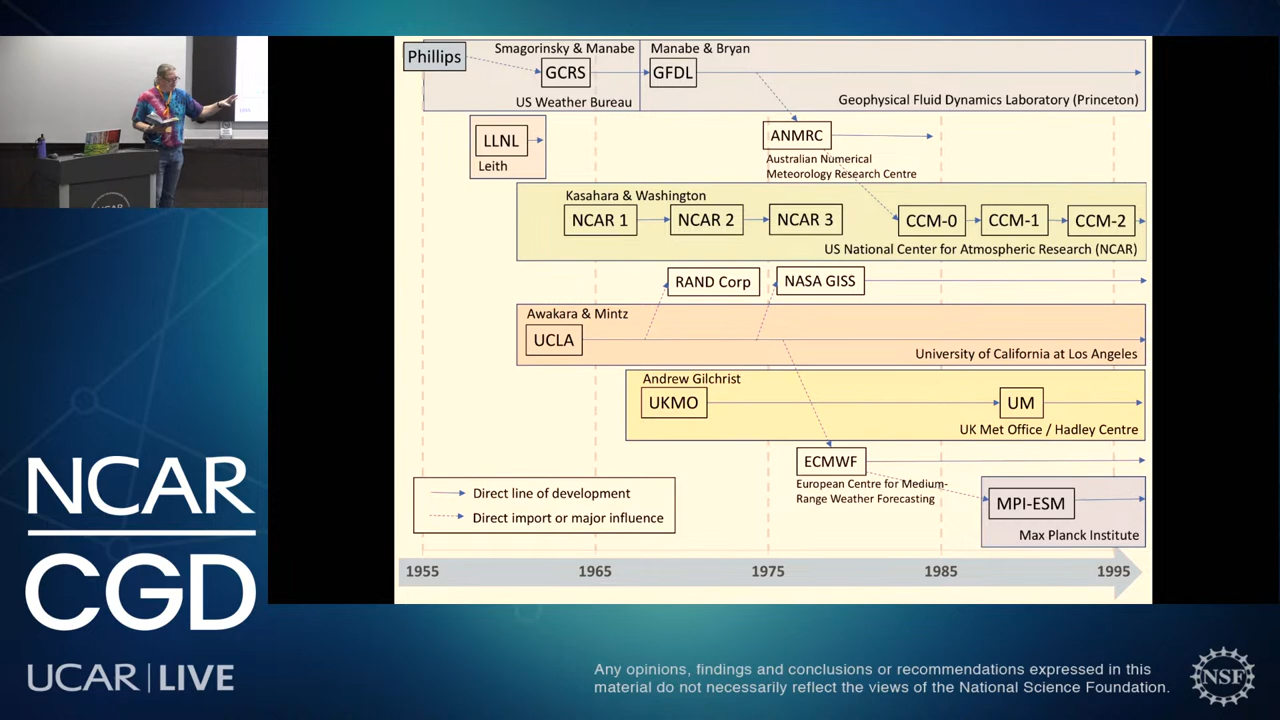 Phillips
Smagorinsky & Manabe
Manabe & Bryan
GCRS
GFDL
US Weather Bureau
Geophysical Fluid Dynamics Laboratory (Princeton)
LLNL
Leith
ANMRC
Australian Numerical
Meteorology Research Centre
Kasahara & Washington
NCAR 1
NCAR 2
NCAR 3
CCM-0
CCM-1
CCM-2
US National Center for Atmospheric Research (NCAR)
RAND Corp
NASA GISS
Awakara & Mintz
UCLA
University of California at Los Angeles
Andrew Gilchrist
UKMO
UM
UK Met Office / Hadley Centre
ECMWF
European Centre for Medium-
Range Weather Forecasting
MPI-ESM
Max Planck Institute
Direct line of development
Direct import or major influence
1955 1965 1975 1985 1995
NCAR
CGD
UCAR | LIVE
Any opinions, findings and conclusions or recommendations expressed in this
material do not necessarily reflect the views of the National Science Foundation.
NSF